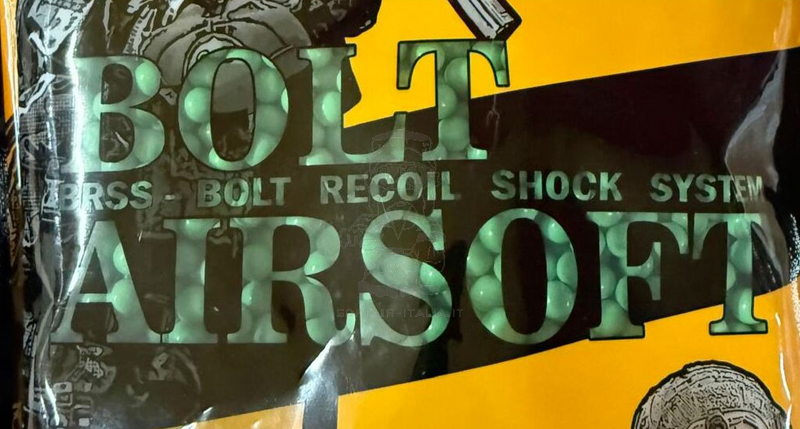 BOLT
BRSS - BOLT RECOIL SHOCK SYSTEM
AIRSOFT